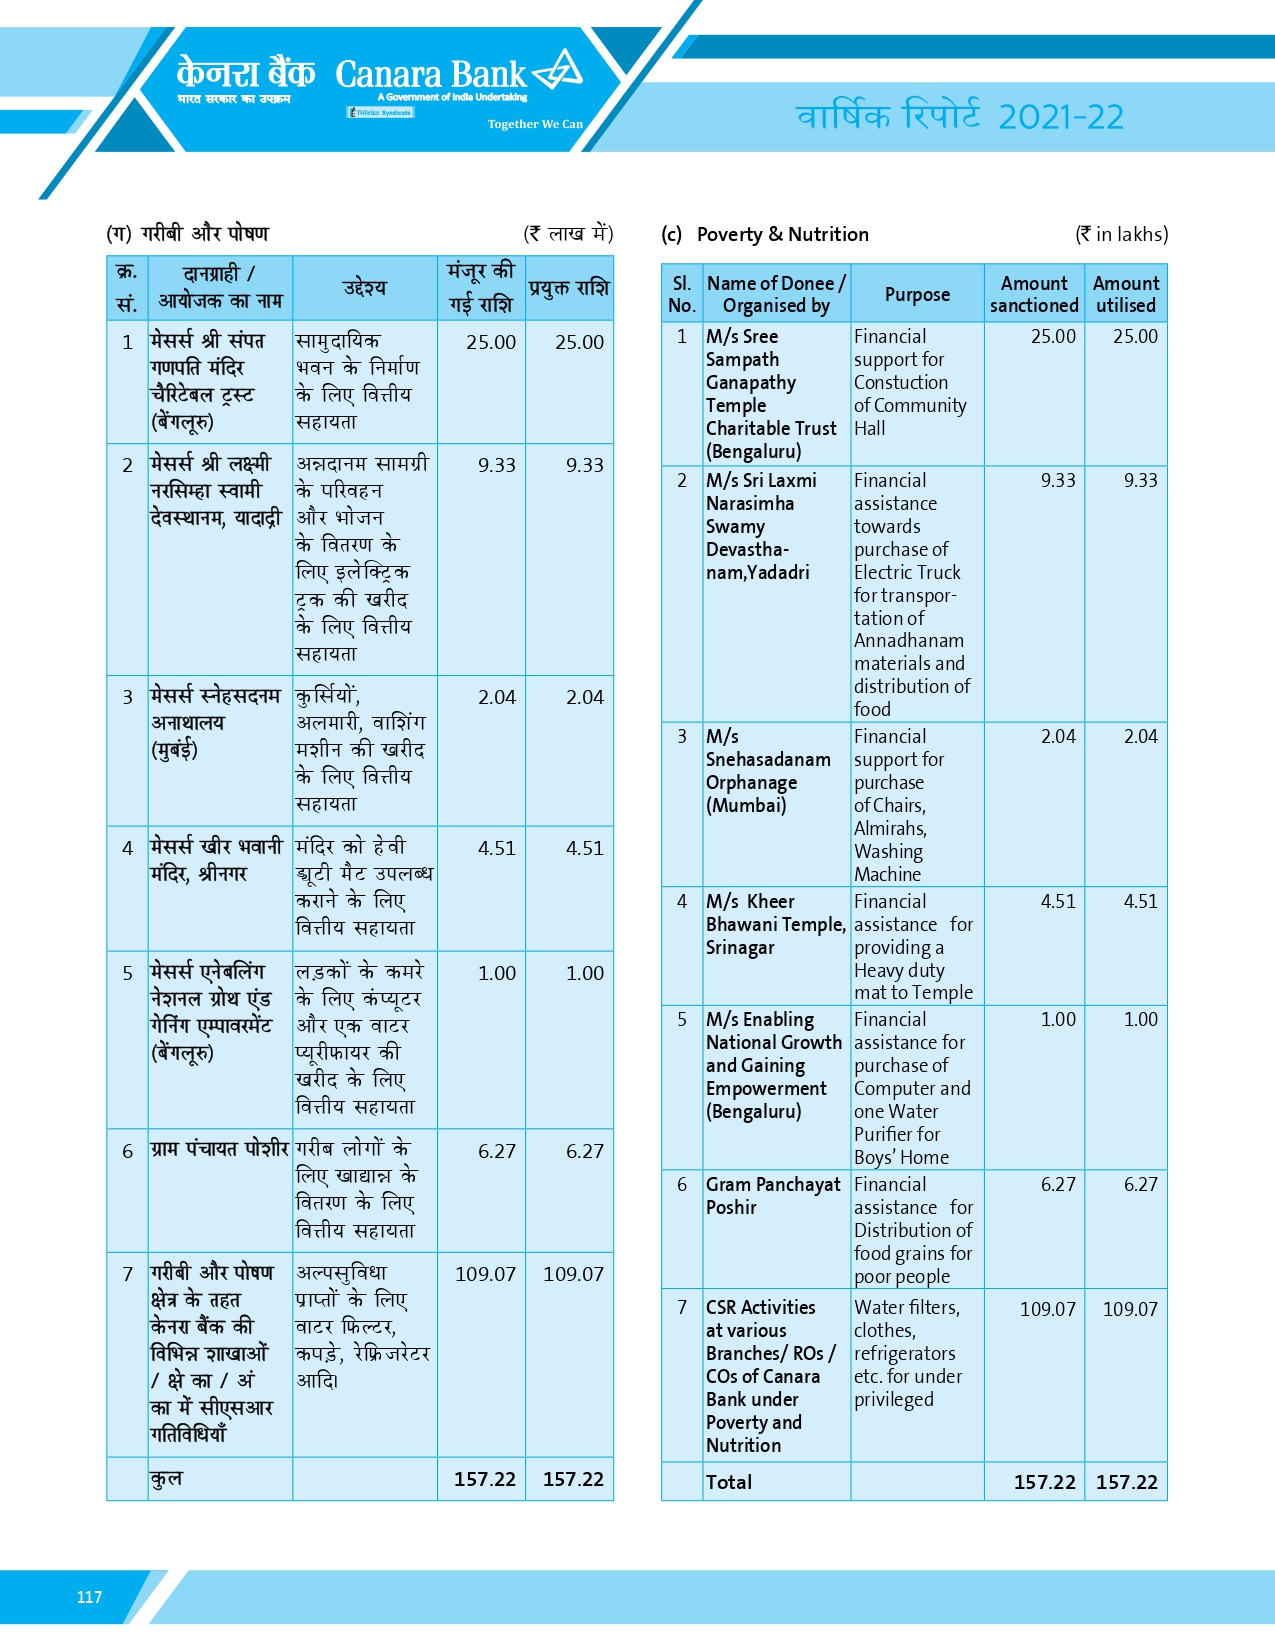 केनरा बैंक Canara Bank
भारत सरकार का उपक्रम A Government of India Undertaking
सिंडिकेट Syndicate
Together We Can
वार्षिक रिपोर्ट 2021-22
(ग) गरीबी और पोषण (₹ लाख में)
क्र. सं. दानग्राही / आयोजक का नाम उद्देश्य मंजूर की गई राशि प्रयुक्त राशि
1 मेसर्स श्री संपत सामुदायिक 25.00 25.00
गणपति मंदिर भवन के निर्माण
चैरिटेबल ट्रस्ट के लिए वित्तीय
(बेंगलूरु) सहायता
2 मेसर्स श्री लक्ष्मी अन्नदानम सामग्री 9.33 9.33
नरसिम्हा स्वामी के परिवहन
देवस्थानम, यादाद्री और भोजन
के वितरण के
लिए इलेक्ट्रिक
ट्रक की खरीद
के लिए वित्तीय
सहायता
3 मेसर्स स्नेहसदनम कुर्सियों, 2.04 2.04
अनाथालय अलमारी, वाशिंग
(मुबंई) मशीन की खरीद
के लिए वित्तीय
सहायता
4 मेसर्स खीर भवानी मंदिर को हेवी 4.51 4.51
मंदिर, श्रीनगर ड्यूटी मैट उपलब्ध
कराने के लिए
वित्तीय सहायता
5 मेसर्स एनेबलिंग लड़कों के कमरे 1.00 1.00
नेशनल ग्रोथ एंड के लिए कंप्यूटर
गेनिंग एम्पावरमेंट और एक वाटर
(बेंगलूरु) प्यूरीफायर की
खरीद के लिए
वित्तीय सहायता
6 ग्राम पंचायत पोशीर गरीब लोगों के 6.27 6.27
लिए खाद्यान्न के
वितरण के लिए
वित्तीय सहायता
7 गरीबी और पोषण अल्पसुविधा 109.07 109.07
क्षेत्र के तहत प्राप्तों के लिए
केनरा बैंक की वाटर फिल्टर,
विभिन्न शाखाओं कपड़े, रेफ्रिजरेटर
/ क्षे का / अं आदि।
का में सीएसआर
गतिविधियाँ
कुल 157.22 157.22
(c) Poverty & Nutrition (₹ in lakhs)
Sl. No. Name of Donee / Organised by Purpose Amount sanctioned Amount utilised
1 M/s Sree Financial 25.00 25.00
Sampath support for
Ganapathy Constuction
Temple of Community
Charitable Trust Hall
(Bengaluru)
2 M/s Sri Laxmi Financial 9.33 9.33
Narasimha assistance
Swamy towards
Devastha- purchase of
nam,Yadadri Electric Truck
for transpor-
tation of
Annadhanam
materials and
distribution of
food
3 M/s Financial 2.04 2.04
Snehasadanam support for
Orphanage purchase
(Mumbai) of Chairs,
Almirahs,
Washing
Machine
4 M/s Kheer Financial 4.51 4.51
Bhawani Temple, assistance for
Srinagar providing a
Heavy duty
mat to Temple
5 M/s Enabling Financial 1.00 1.00
National Growth assistance for
and Gaining purchase of
Empowerment Computer and
(Bengaluru) one Water
Purifier for
Boys’ Home
6 Gram Panchayat Financial 6.27 6.27
Poshir assistance for
Distribution of
food grains for
poor people
7 CSR Activities Water filters, 109.07 109.07
at various clothes,
Branches/ ROs / refrigerators
COs of Canara etc. for under
Bank under privileged
Poverty and
Nutrition
Total 157.22 157.22
117